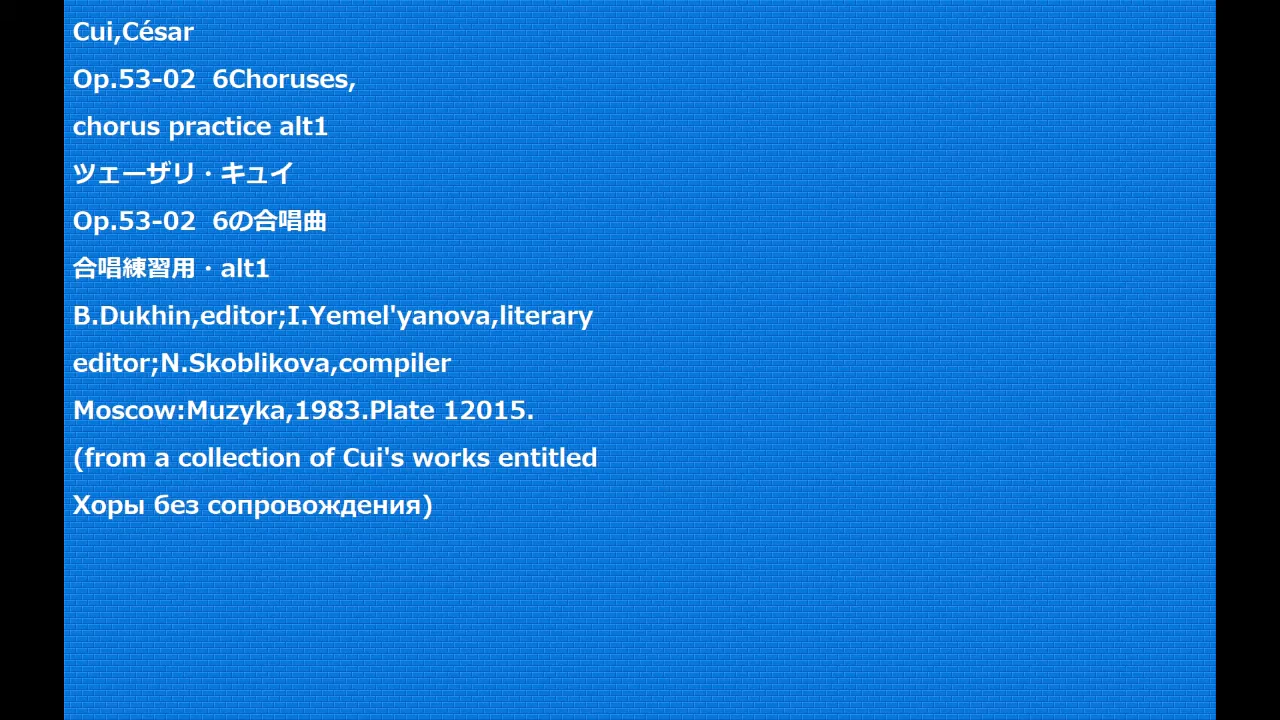 Cui,César
Op.53-02  6Choruses,
chorus practice alt1
ツェーザリ・キュイ
Op.53-02  6の合唱曲
合唱練習用・alt1
B.Dukhin,editor;I.Yemel'yanova,literary
editor;N.Skoblikova,compiler
Moscow:Muzyka,1983.Plate 12015.
(from a collection of Cui's works entitled
Хоры без сопровождения)